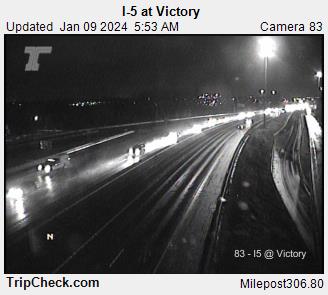 I-5 at Victory
Updated Jan 09 2024 5:53 AM Camera 83
T
N
83 - I5 @ Victory
TripCheck.com Milepost306.80